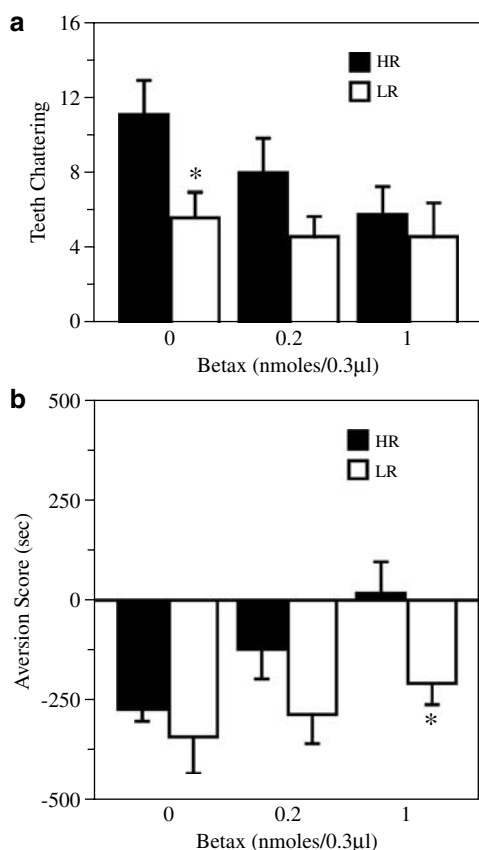 a
16
HR
LR
12
Teeth Chattering
8
*
4
0
0 0.2 1
Betax (nmoles/0.3µl)
b
500
HR
LR
250
Aversion Score (sec)
0
-250
*
-500
0 0.2 1
Betax (nmoles/0.3µl)